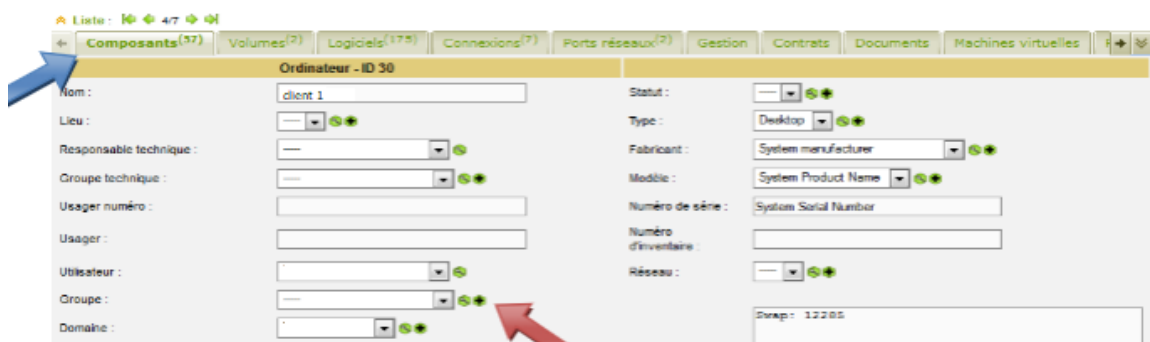 Liste : 4/7
Composants(57) Volumes(2) Logiciels(175) Connexions(7) Ports réseaux(2) Gestion Contrats Documents Machines virtuelles
Ordinateur - ID 30
Nom : client 1 Statut : ---
Lieu : --- Type : Desktop
Responsable technique : --- Fabricant : System manufacturer
Groupe technique : --- Modèle : System Product Name
Usager numéro : Numéro de série : System Serial Number
Usager : Numéro d'inventaire :
Utilisateur : Réseau : ---
Groupe : ---
Domaine : Swap: 12285